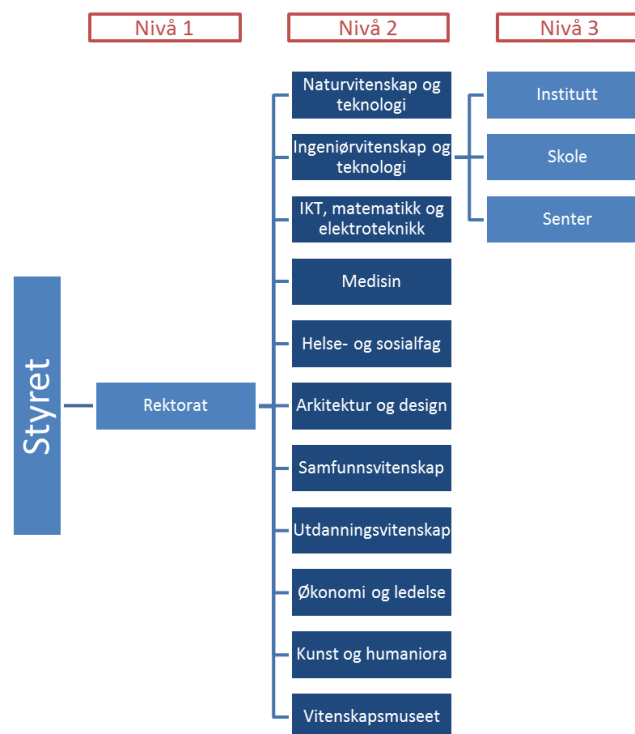 Nivå 1
Nivå 2
Nivå 3
Styret
Rektorat
Naturvitenskap og
teknologi
Ingeniørvitenskap og
teknologi
IKT, matematikk og
elektroteknikk
Medisin
Helse- og sosialfag
Arkitektur og design
Samfunnsvitenskap
Utdanningsvitenskap
Økonomi og ledelse
Kunst og humaniora
Vitenskapsmuseet
Institutt
Skole
Senter